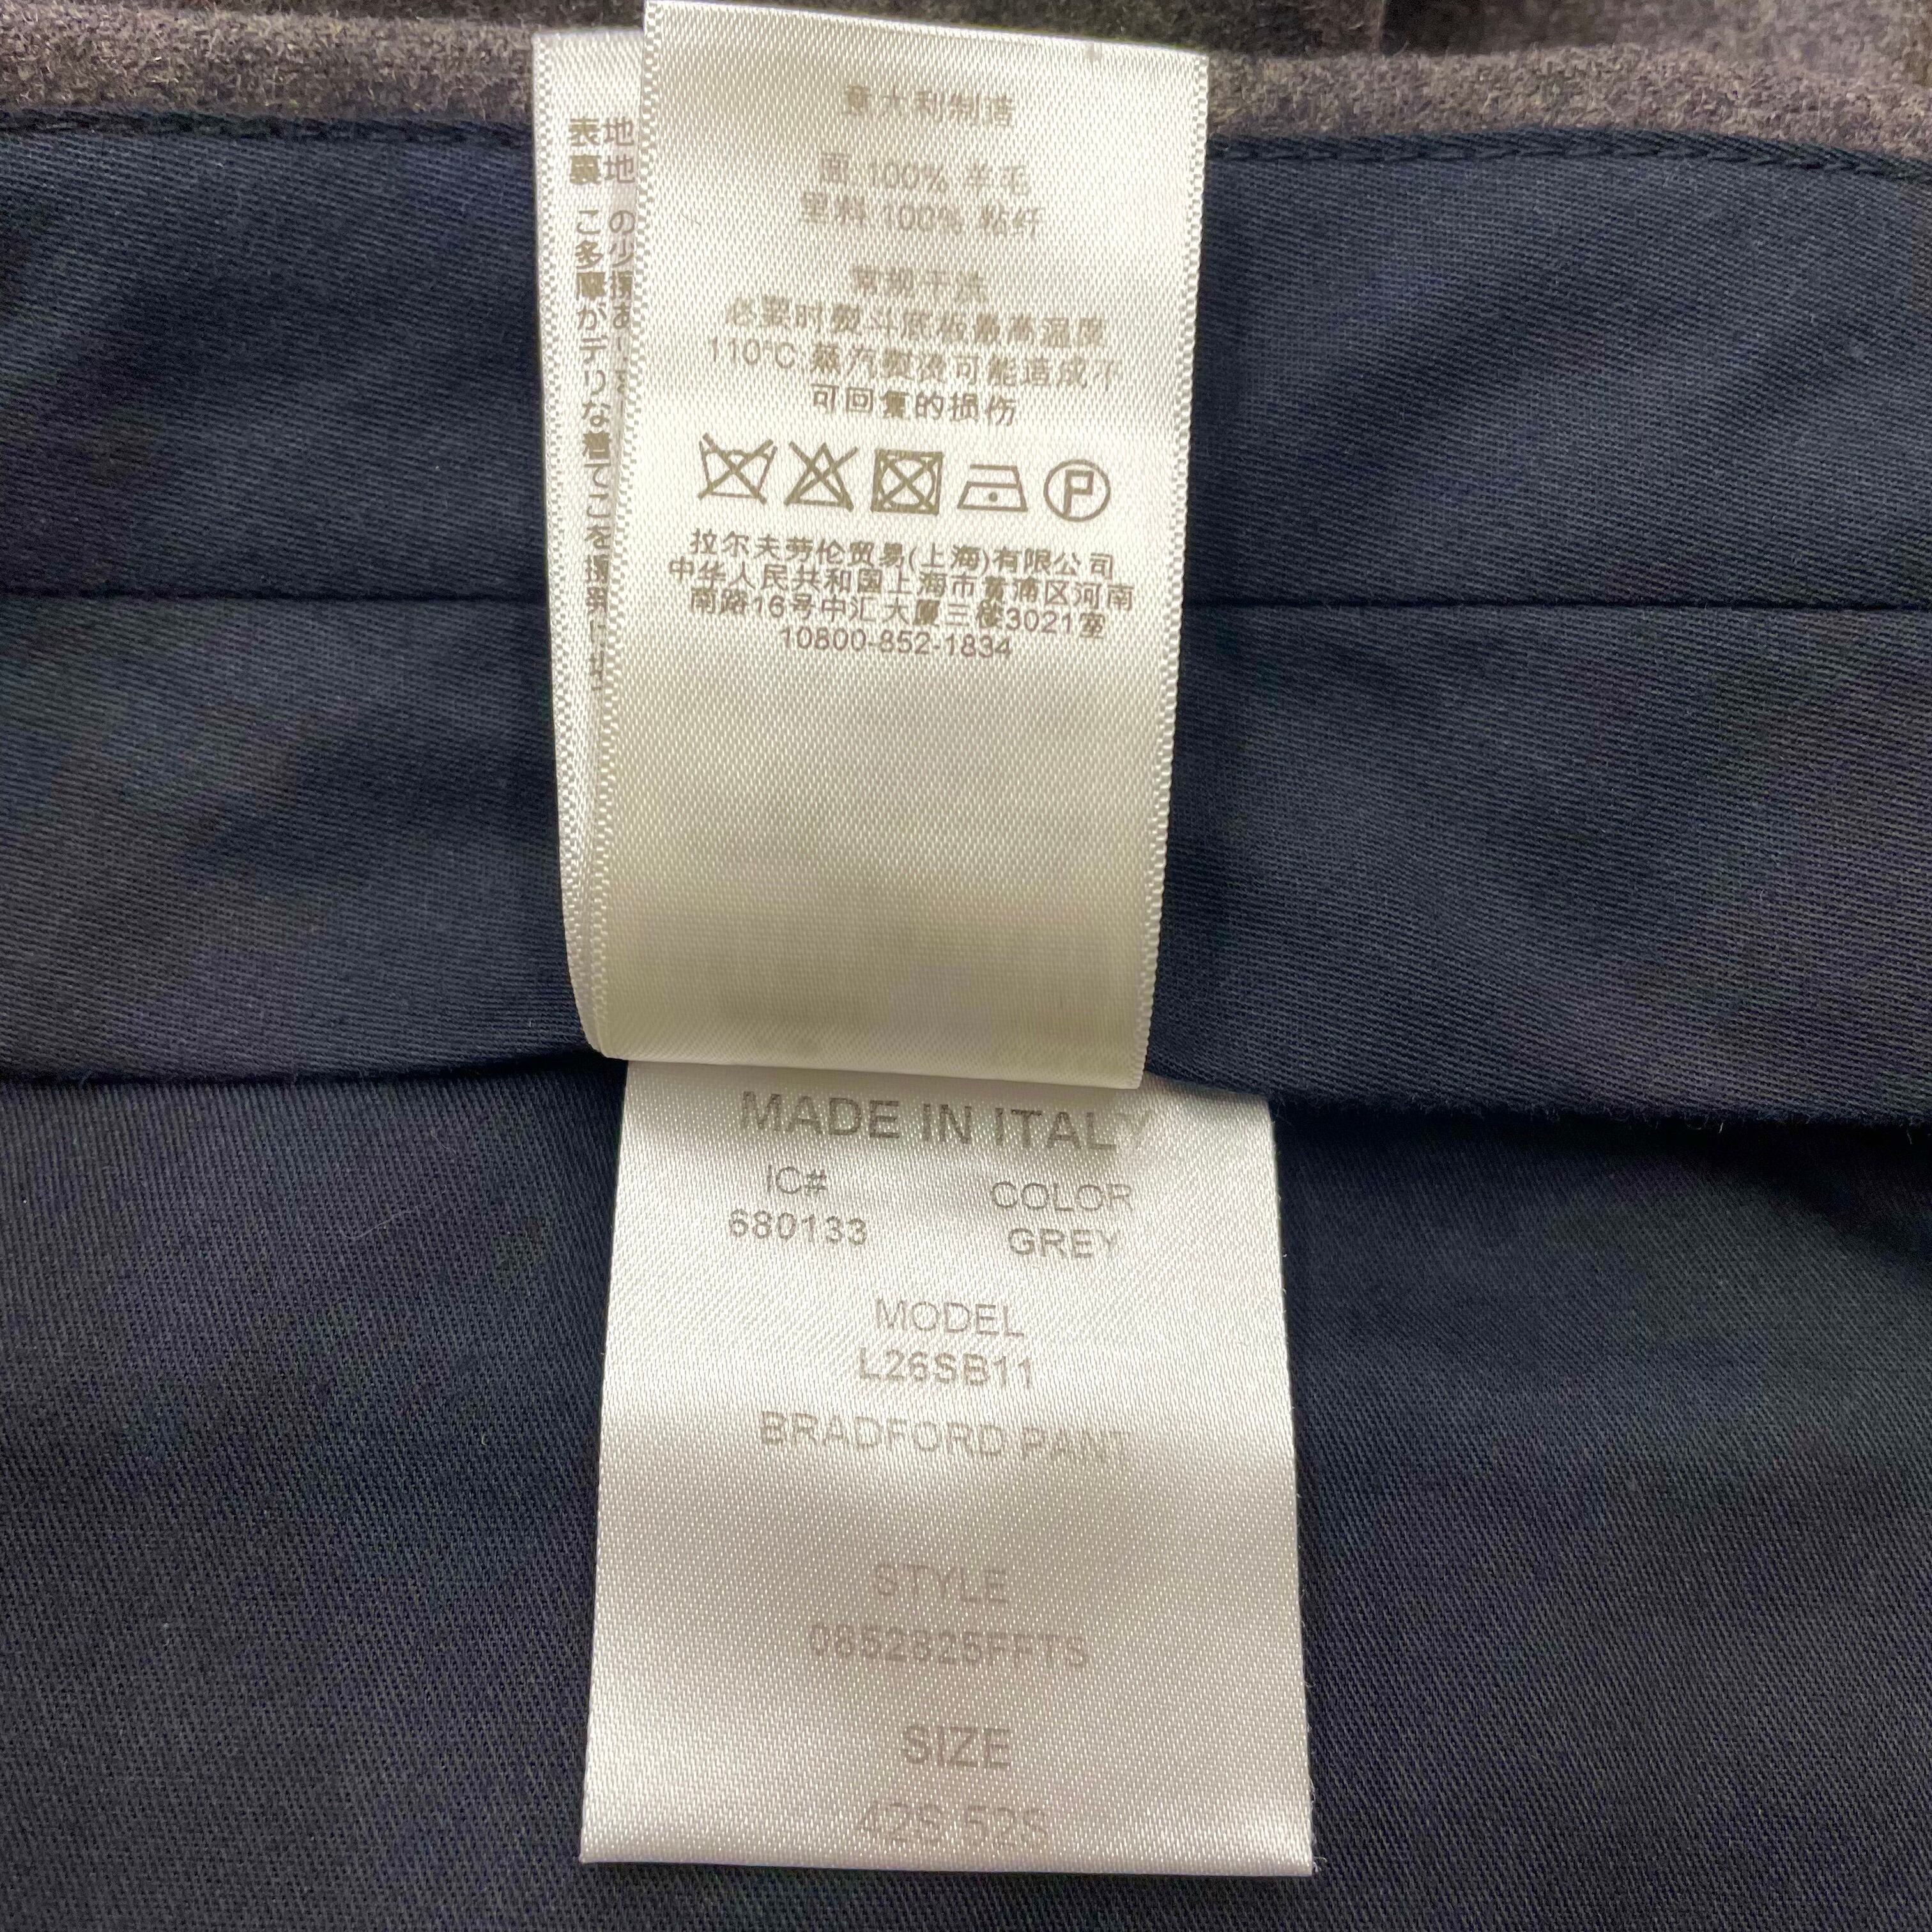 意大利制造
面:100% 羊毛
里料:100% 粘纤
常规干洗
必要时熨斗底板最高温度
110°C:蒸汽熨烫可能造成不
可回复的损伤
P
拉尔夫劳伦贸易(上海)有限公司
中华人民共和国上海市黄浦区河南
南路16号中汇大厦三楼3021室
10800-852-1834
表地
裏地
MADE IN ITALY
IC# COLOR
680133 GREY
MODEL
L26SB11
BRADFORD PANT
STYLE
0852825FFTS
SIZE
42S 52S